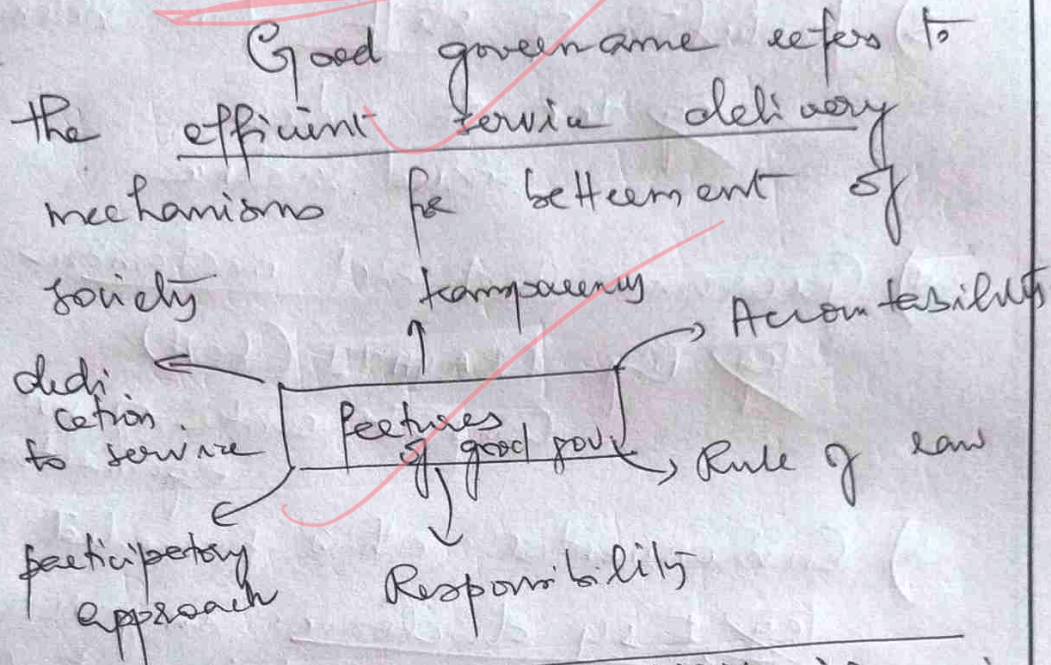 Good governance refers to
the efficient service delivery
mechanisms for betterment of
society
transparency
Accountability
dedi
cation
to service
features
of good gov
Rule of law
participatory
approach
Responsibility